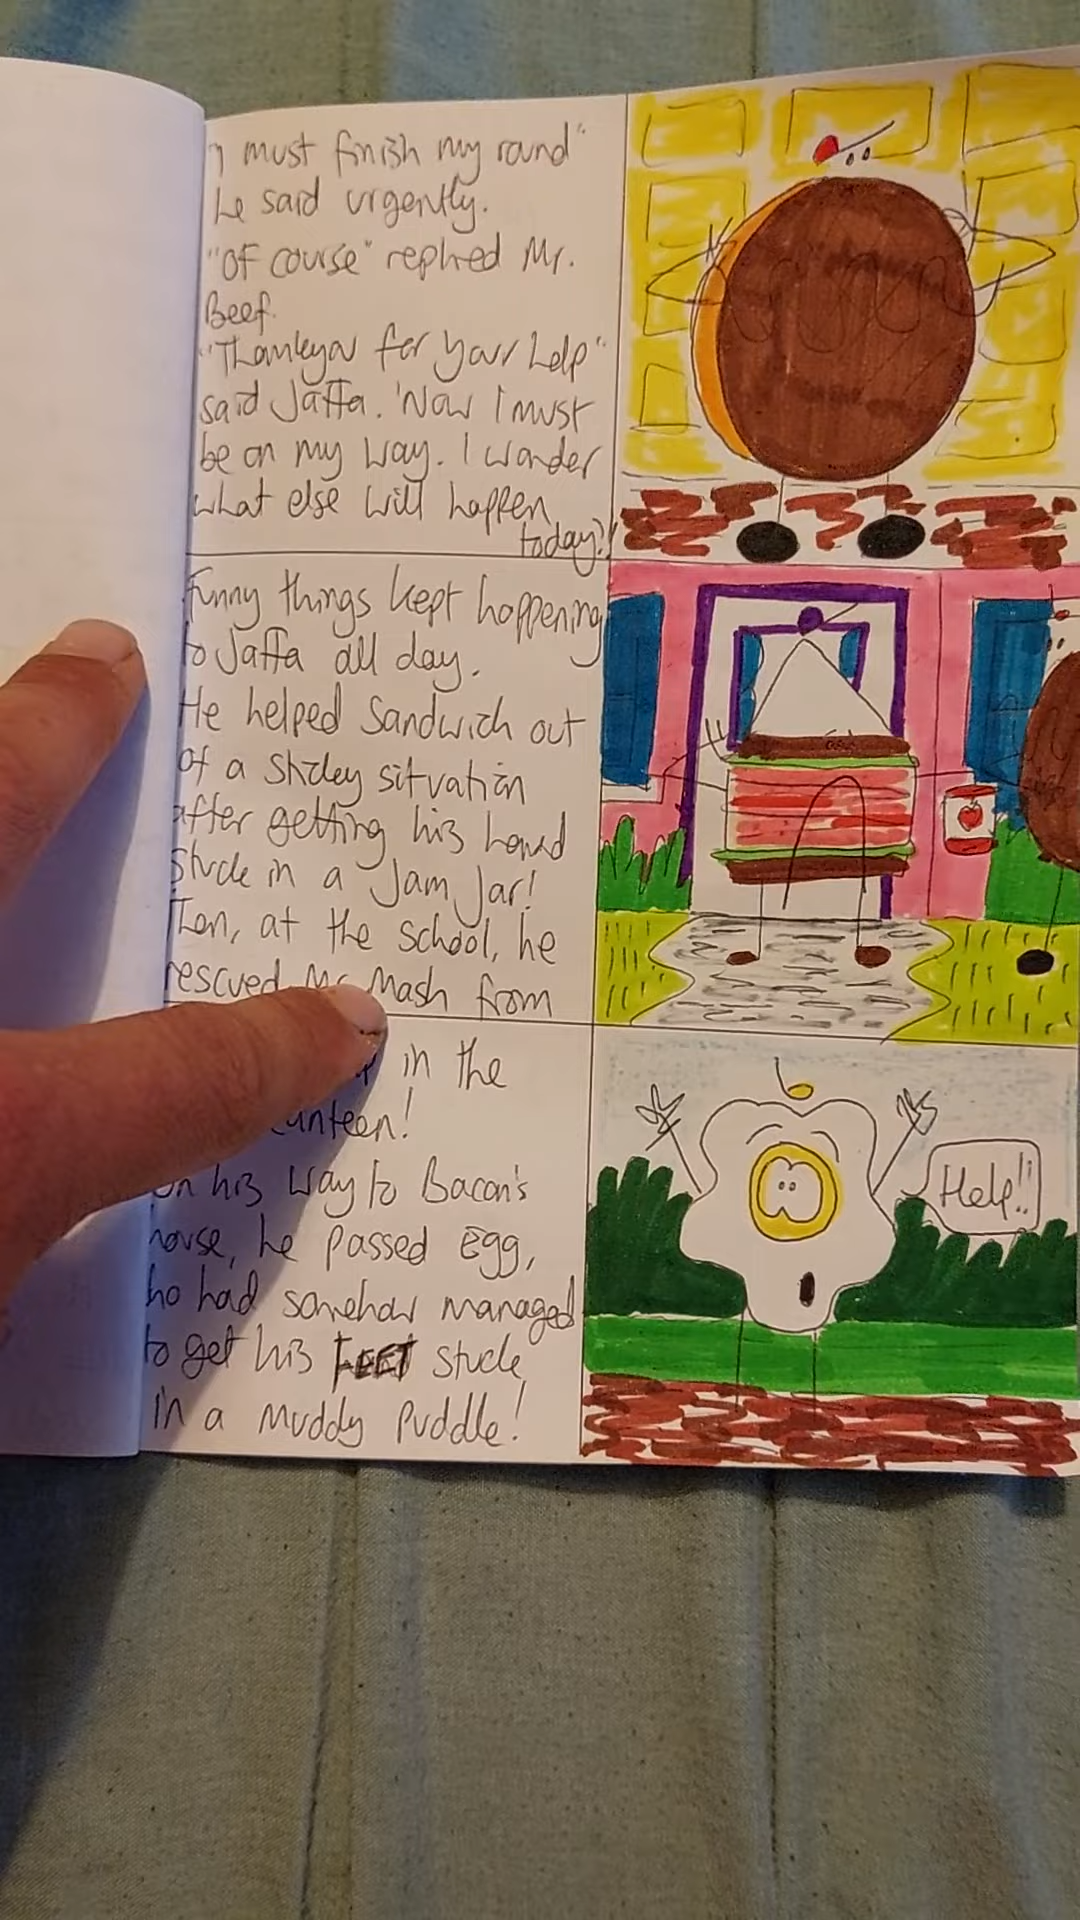 I must finish my round"
he said urgently.
"Of course" replied Mr.
Beef.
"Thankyou for your help"
said Jaffa. 'Now I must
be on my way. I wonder
what else will happen
today?!
Funny things kept happening
to Jaffa all day.
He helped Sandwich out
of a sticky situation
after getting his hand
stuck in a Jam Jar!
Then, at the school, he
rescued Mr Mash from
in the
canteen!
On his way to Bacon's
house, he passed Egg,
who had somehow managed
to get his FEET stuck
in a muddy puddle!
Help!!